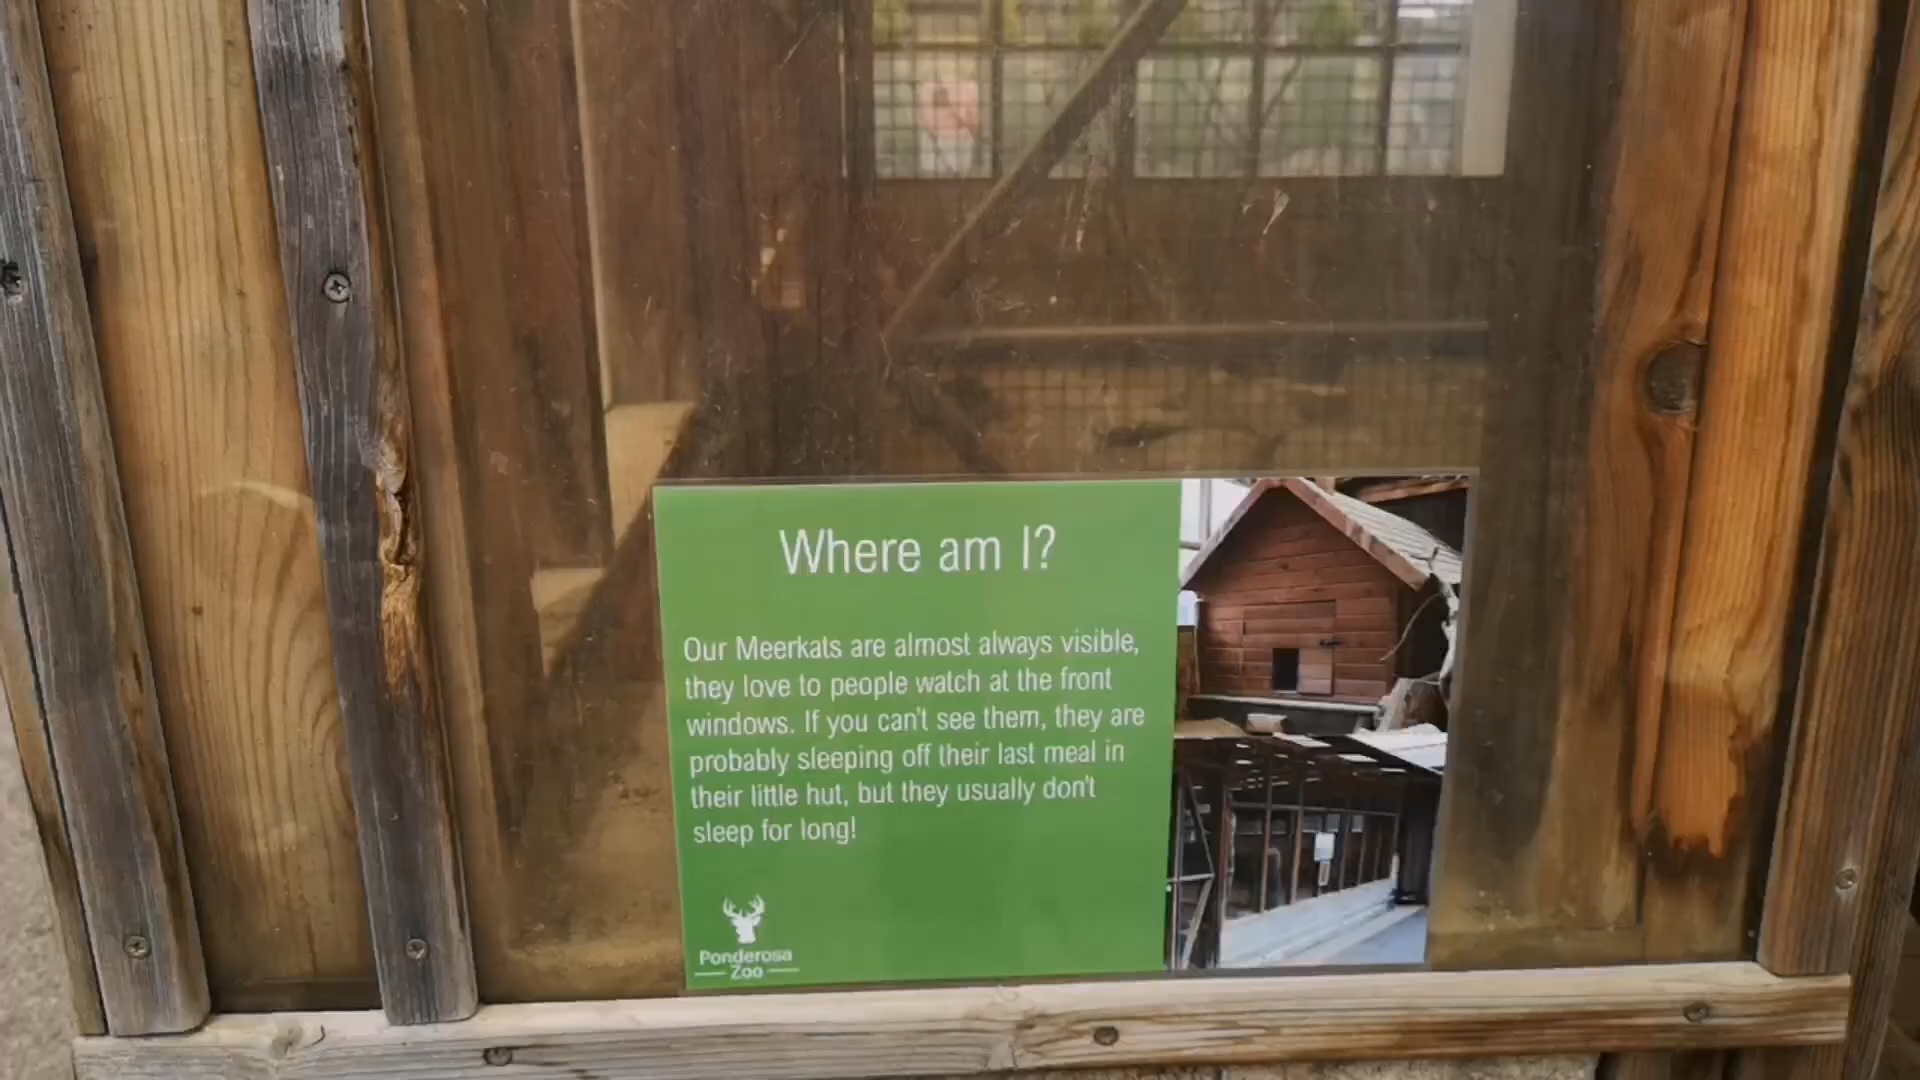 Where am I?
Our Meerkats are almost always visible,
they love to people watch at the front
windows. If you can't see them, they are
probably sleeping off their last meal in
their little hut, but they usually don't
sleep for long!
Ponderosa
Zoo